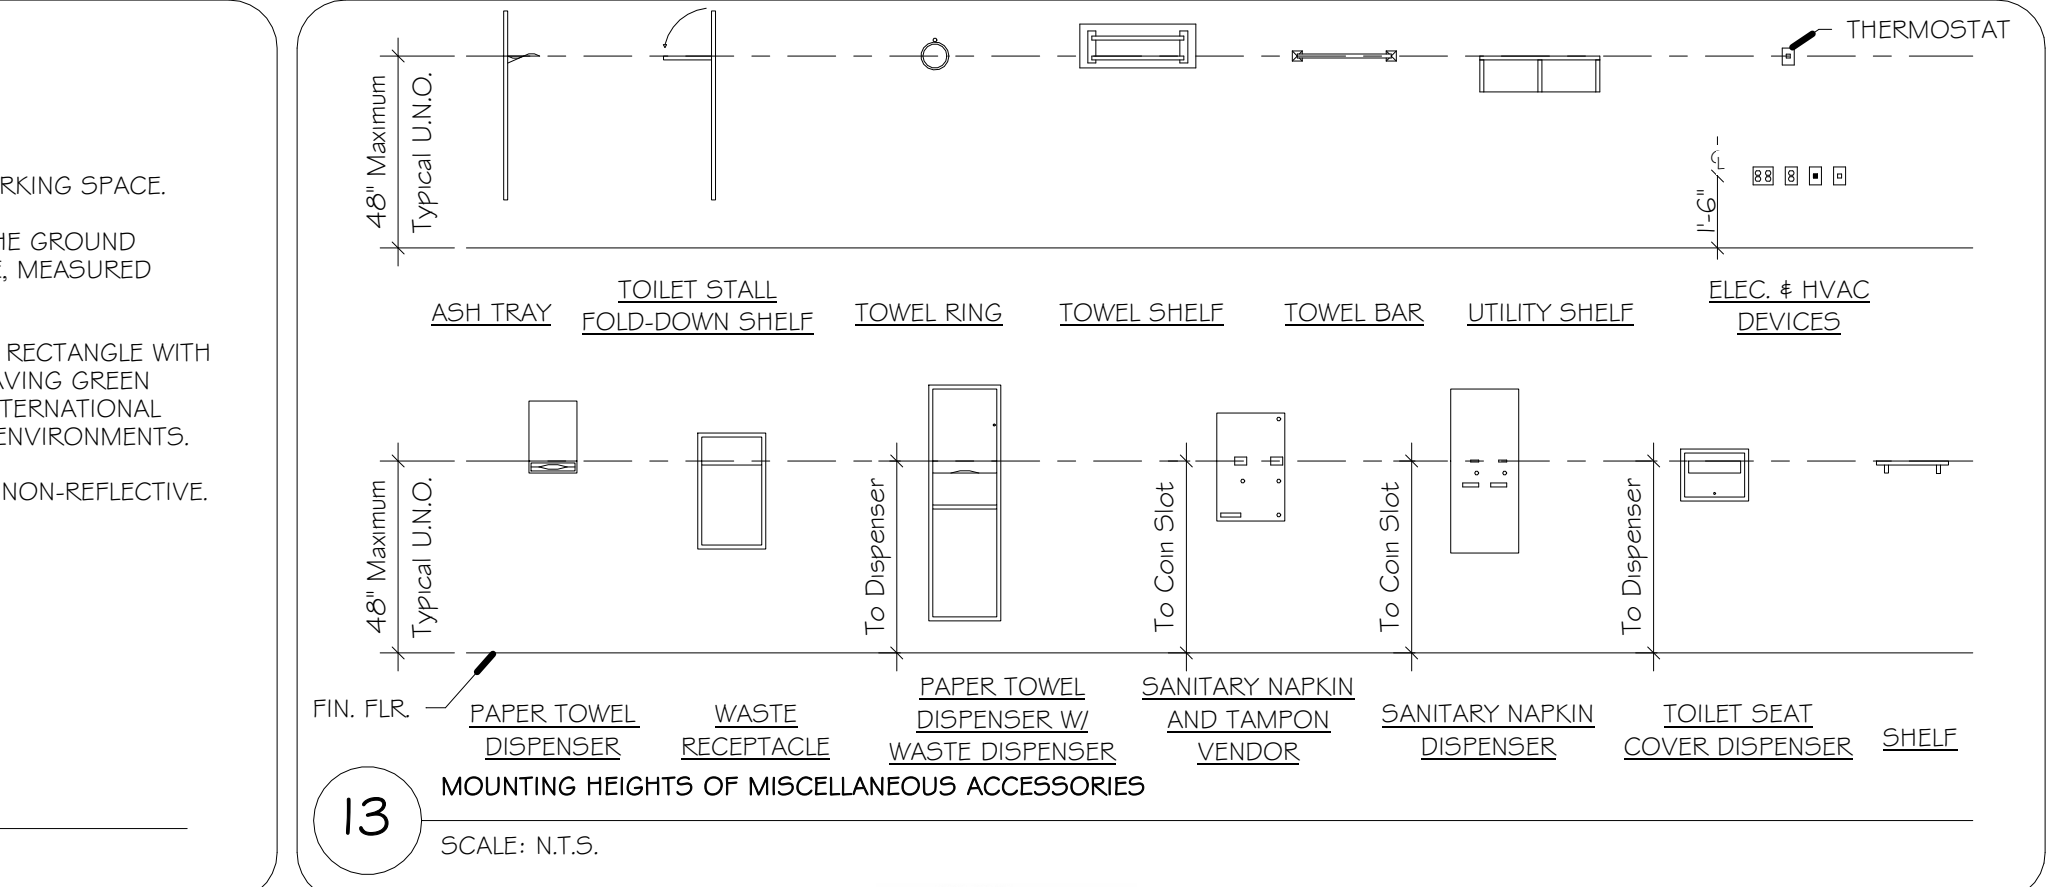 RKING SPACE.
HE GROUND
E, MEASURED
RECTANGLE WITH
AVING GREEN
TERNATIONAL
ENVIRONMENTS.
NON-REFLECTIVE.
THERMOSTAT
48" Maximum
Typical U.N.O.
1'-6"
CL
ASH TRAY
TOILET STALL
FOLD-DOWN SHELF
TOWEL RING
TOWEL SHELF
TOWEL BAR
UTILITY SHELF
ELEC. & HVAC
DEVICES
48" Maximum
Typical U.N.O.
To Dispenser
To Coin Slot
To Coin Slot
To Dispenser
FIN. FLR.
PAPER TOWEL
DISPENSER
WASTE
RECEPTACLE
PAPER TOWEL
DISPENSER W/
WASTE DISPENSER
SANITARY NAPKIN
AND TAMPON
VENDOR
SANITARY NAPKIN
DISPENSER
TOILET SEAT
COVER DISPENSER
SHELF
13
MOUNTING HEIGHTS OF MISCELLANEOUS ACCESSORIES
SCALE: N.T.S.